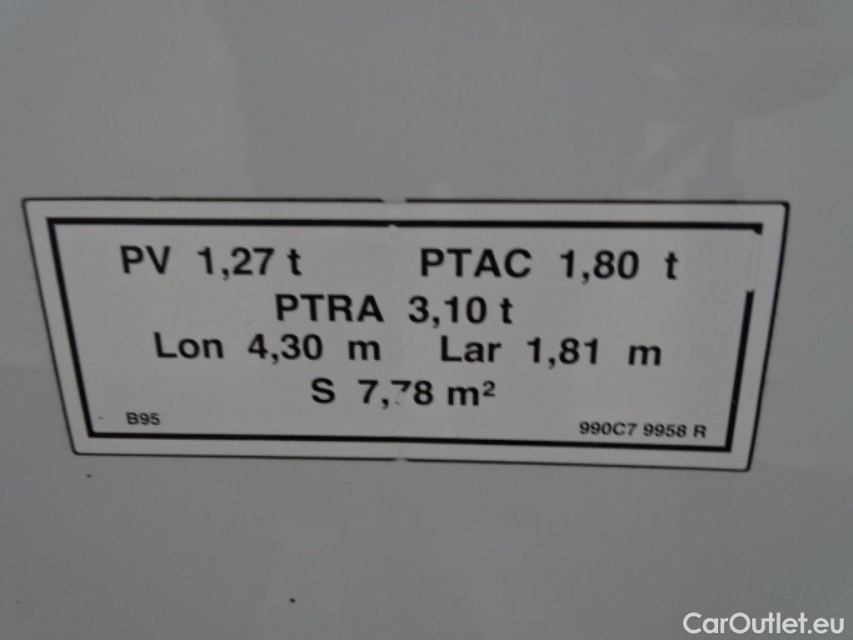 PV 1,27 t PTAC 1,80 t
PTRA 3,10 t
Lon 4,30 m Lar 1,81 m
S 7,78 m²
B95 990C7 9958 R
CarOutlet.eu